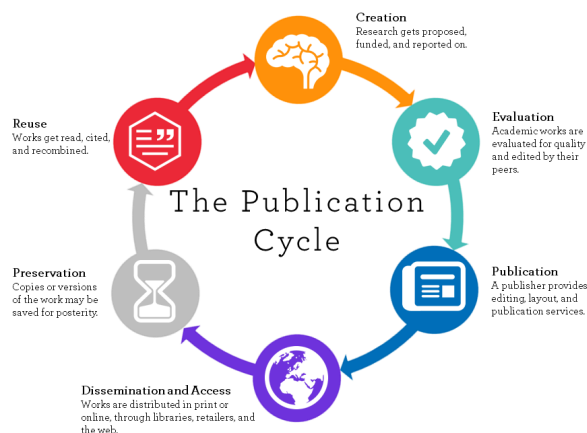 Creation
Research gets proposed,
funded, and reported on.
Evaluation
Academic works are
evaluated for quality
and edited by their
peers.
Publication
A publisher provides
editing, layout, and
publication services.
Dissemination and Access
Works are distributed in print or
online, through libraries, retailers, and
the web.
Preservation
Copies or versions
of the work may be
saved for posterity.
Reuse
Works get read, cited,
and recombined.
The Publication
Cycle